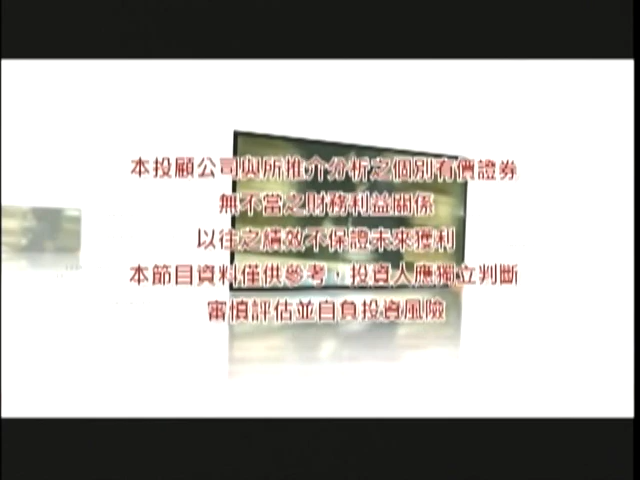 本投顧公司與所推介分析之個別有價證券
無不當之財務利益關係
以往之績效不保證未來獲利
本節目資料僅供參考，投資人應獨立判斷
審慎評估並自負投資風險